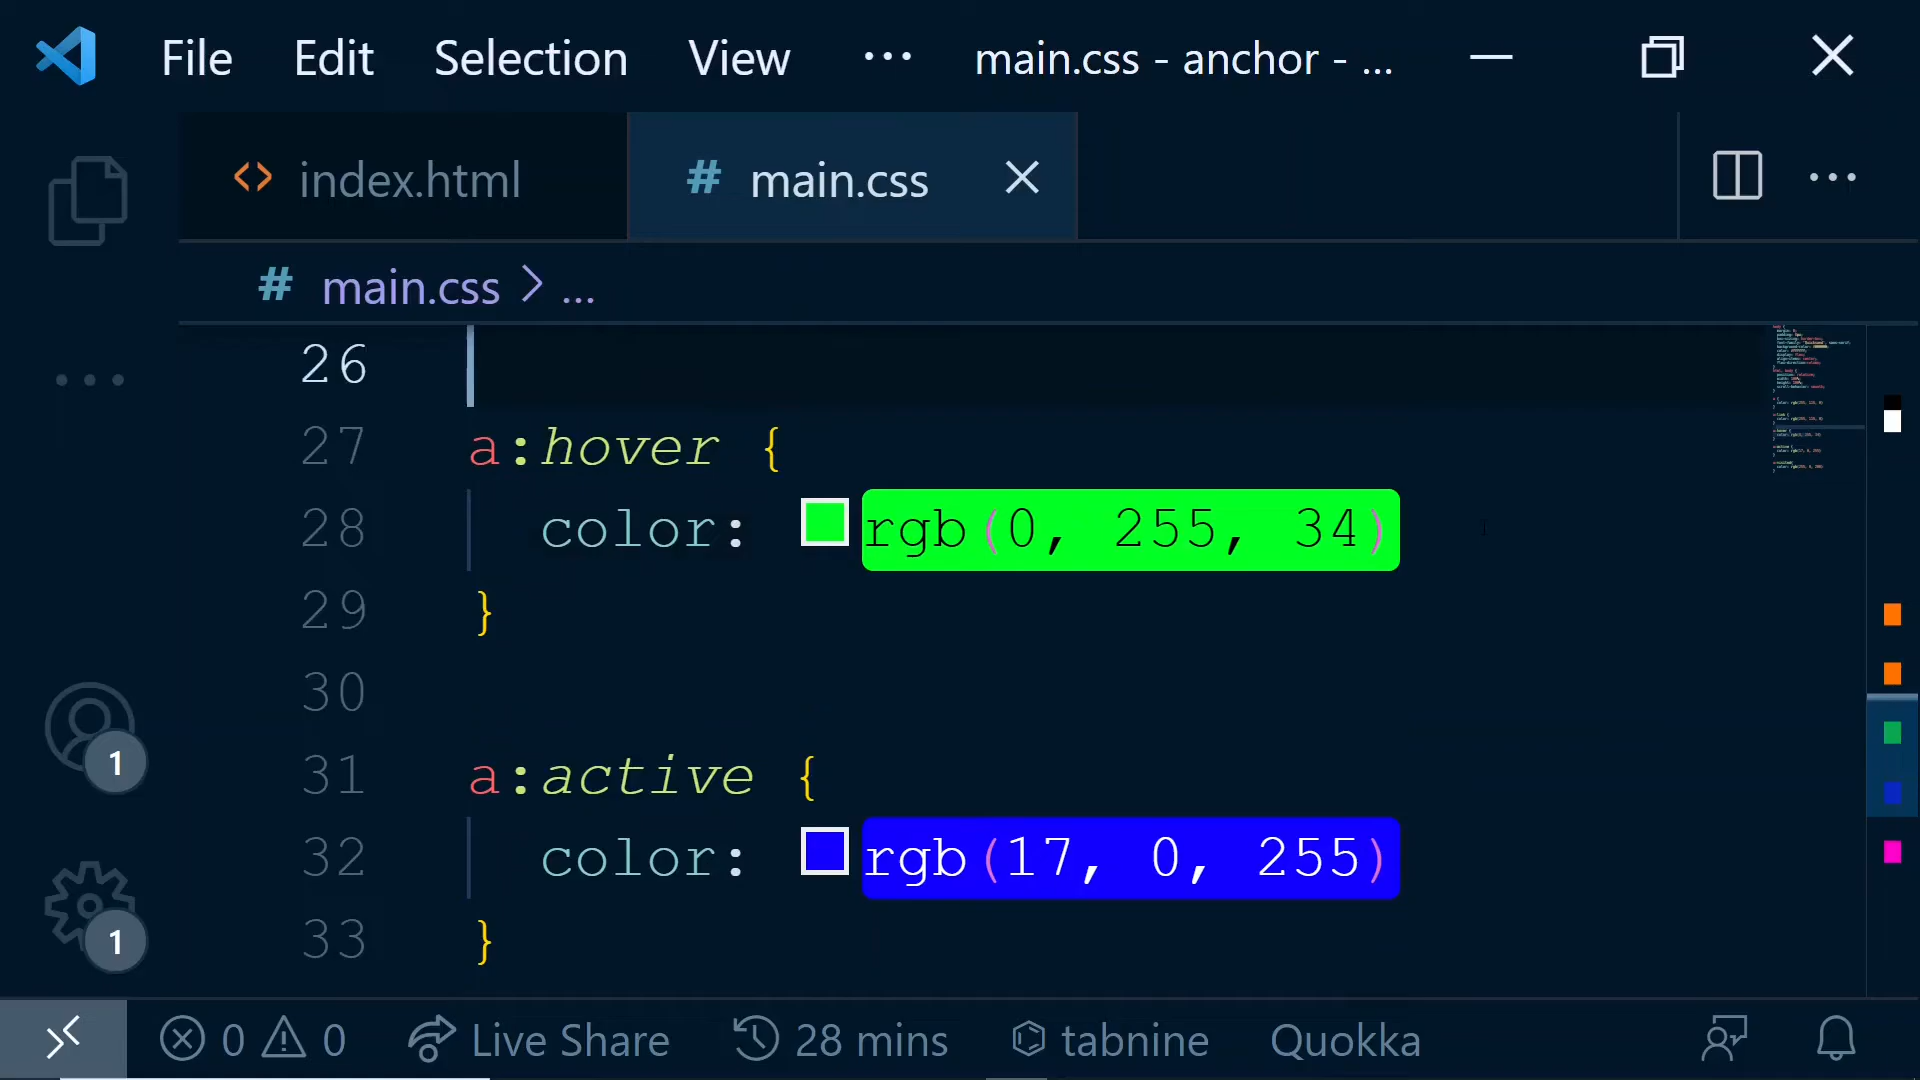 File Edit Selection View ··· main.css - anchor - ...
<> index.html # main.css
# main.css > ...
26
27 a:hover {
28 color: rgb(0, 255, 34)
29 }
30
31 a:active {
32 color: rgb(17, 0, 255)
33 }
1
1
0 0 Live Share 28 mins tabnine Quokka